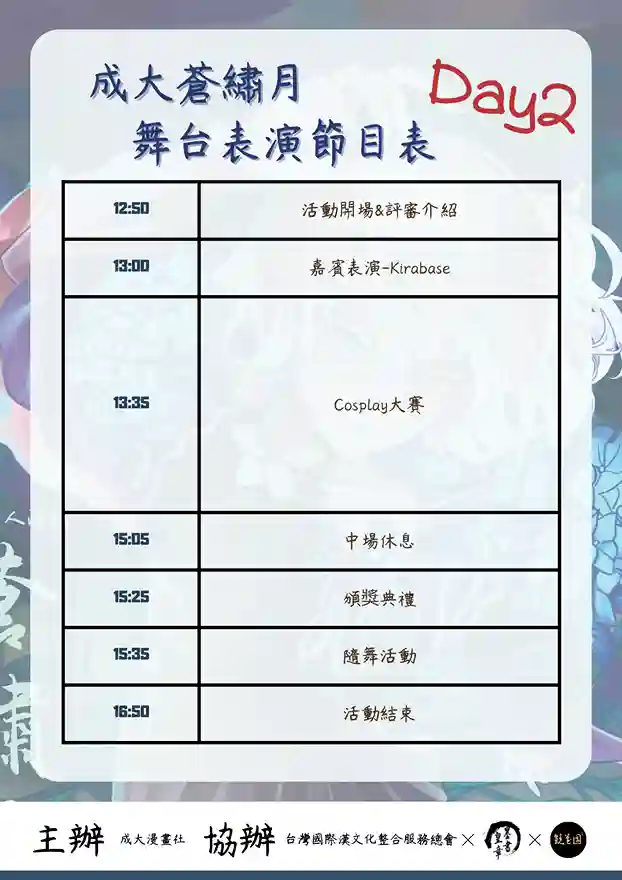 成大蒼繡月
Day2
舞台表演節目表
12:50 活動開場&評審介紹
13:00 嘉賓表演-Kirabase
13:35 Cosplay大賽
15:05 中場休息
15:25 頒獎典禮
15:35 隨舞活動
16:50 活動結束
主辦 成大漫畫社 協辦 台灣國際漢文化整合服務總會××